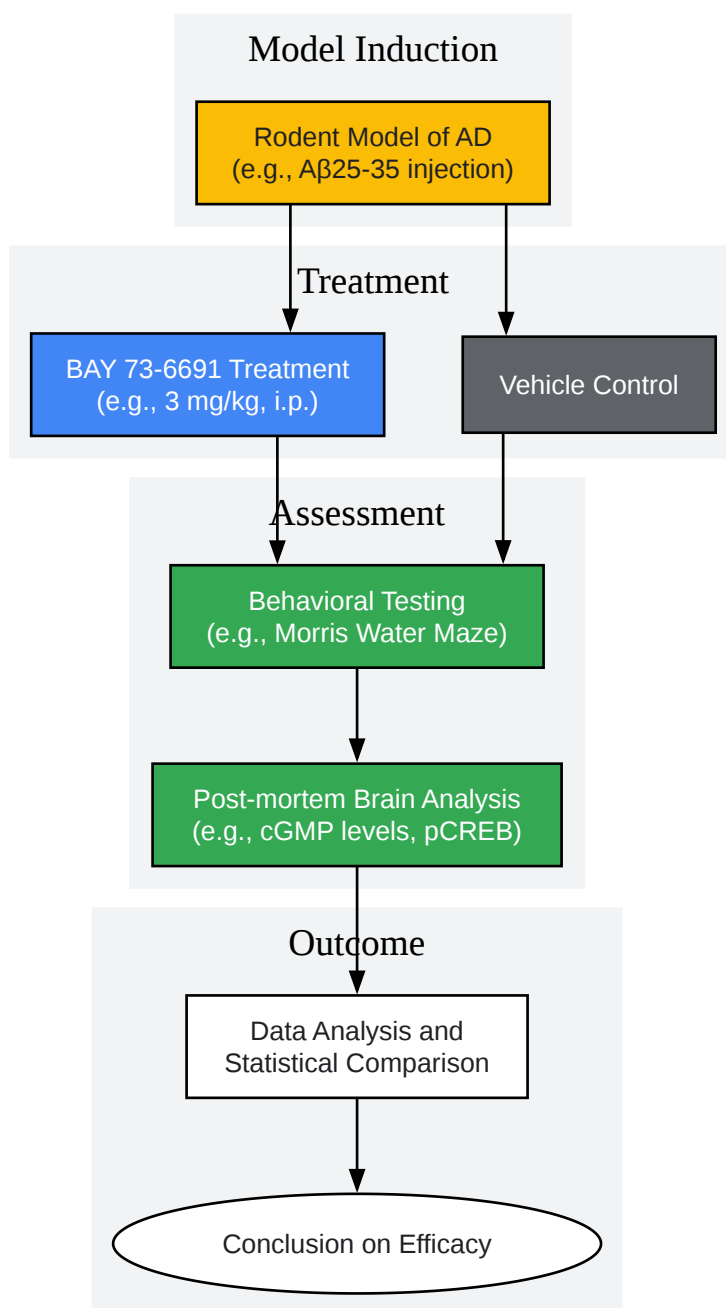 Model Induction
Rodent Model of AD
(e.g., Aβ25-35 injection)
Treatment
BAY 73-6691 Treatment
(e.g., 3 mg/kg, i.p.)
Vehicle Control
Assessment
Behavioral Testing
(e.g., Morris Water Maze)
Post-mortem Brain Analysis
(e.g., cGMP levels, pCREB)
Outcome
Data Analysis and
Statistical Comparison
Conclusion on Efficacy